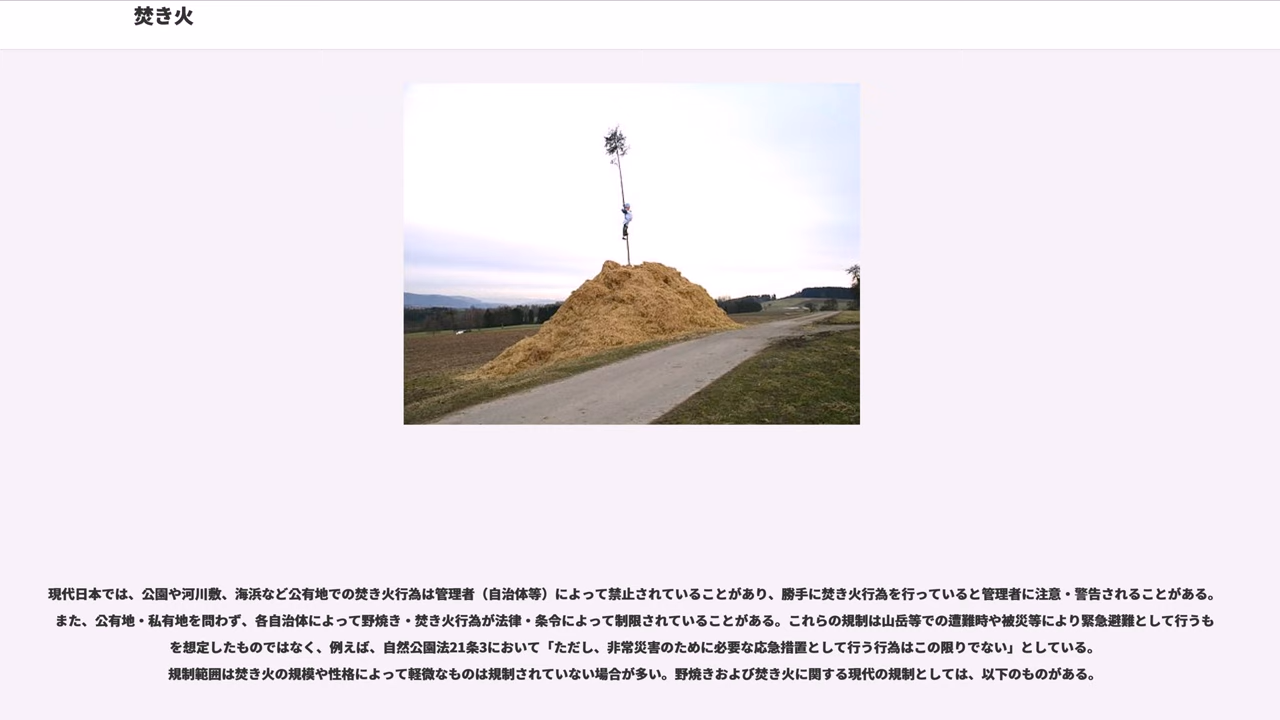 焚き火
現代日本では、公園や河川敷、海浜など公有地での焚き火行為は管理者（自治体等）によって禁止されていることがあり、勝手に焚き火行為を行っていると管理者に注意・警告されることがある。
また、公有地・私有地を問わず、各自治体によって野焼き・焚き火行為が法律・条令によって制限されていることがある。これらの規制は山岳等での遭難時や被災等により緊急避難として行うも
を想定したものではなく、例えば、自然公園法21条3において「ただし、非常災害のために必要な応急措置として行う行為はこの限りでない」としている。
規制範囲は焚き火の規模や性格によって軽微なものは規制されていない場合が多い。野焼きおよび焚き火に関する現代の規制としては、以下のものがある。